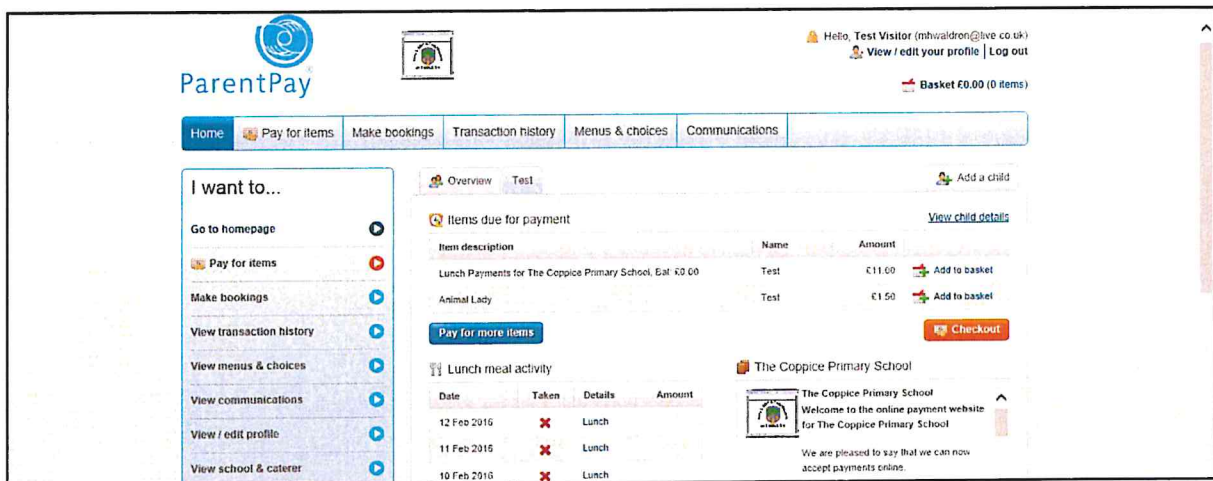 ParentPay
Hello, Test Visitor (mhwaldron@live.co.uk)
View / edit your profile | Log out
Basket £0.00 (0 items)
Home Pay for items Make bookings Transaction history Menus & choices Communications
I want to...
Go to homepage
Pay for items
Make bookings
View transaction history
View menus & choices
View communications
View / edit profile
View school & caterer
Overview Test Add a child
Items due for payment View child details
Item description Name Amount
Lunch Payments for The Coppice Primary School, Bal: £0.00 Test £11.00 Add to basket
Animal Lady Test £1.50 Add to basket
Pay for more items Checkout
Lunch meal activity
Date Taken Details Amount
12 Feb 2016 Lunch
11 Feb 2016 Lunch
10 Feb 2016 Lunch
The Coppice Primary School
The Coppice Primary School
Welcome to the online payment website
for The Coppice Primary School
We are pleased to say that we can now
accept payments online.